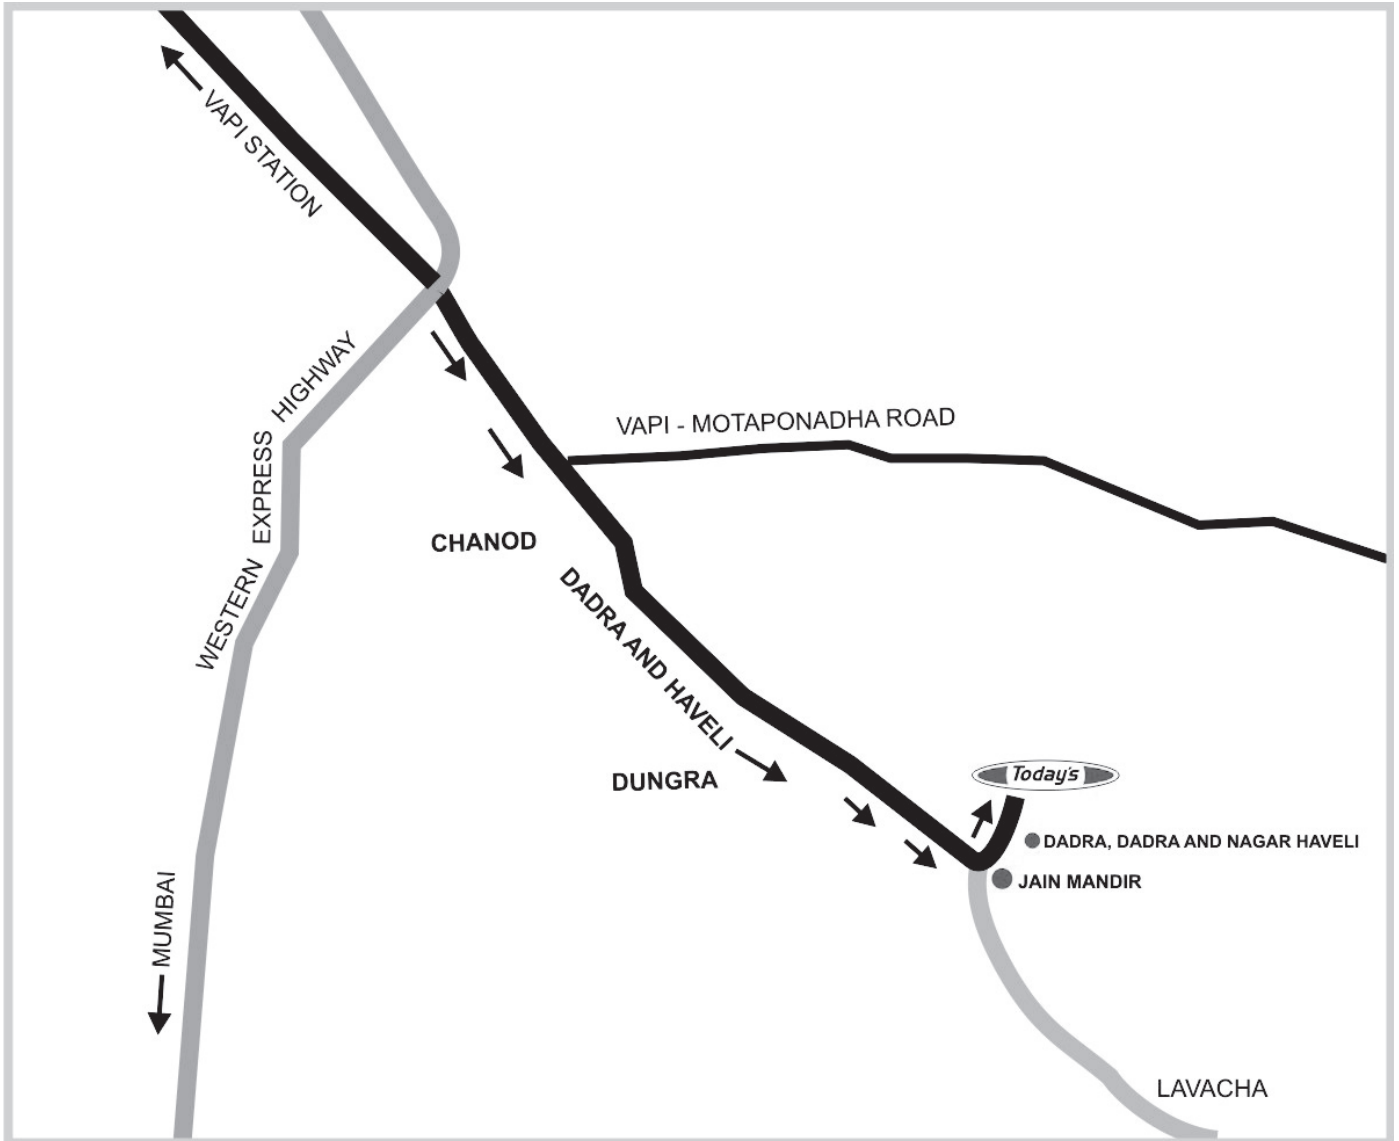 VAPI STATION
WESTERN EXPRESS HIGHWAY
VAPI - MOTAPONADHA ROAD
CHANOD
DADRA AND HAVELI
DUNGRA
Today's
DADRA, DADRA AND NAGAR HAVELI
JAIN MANDIR
MUMBAI
LAVACHA